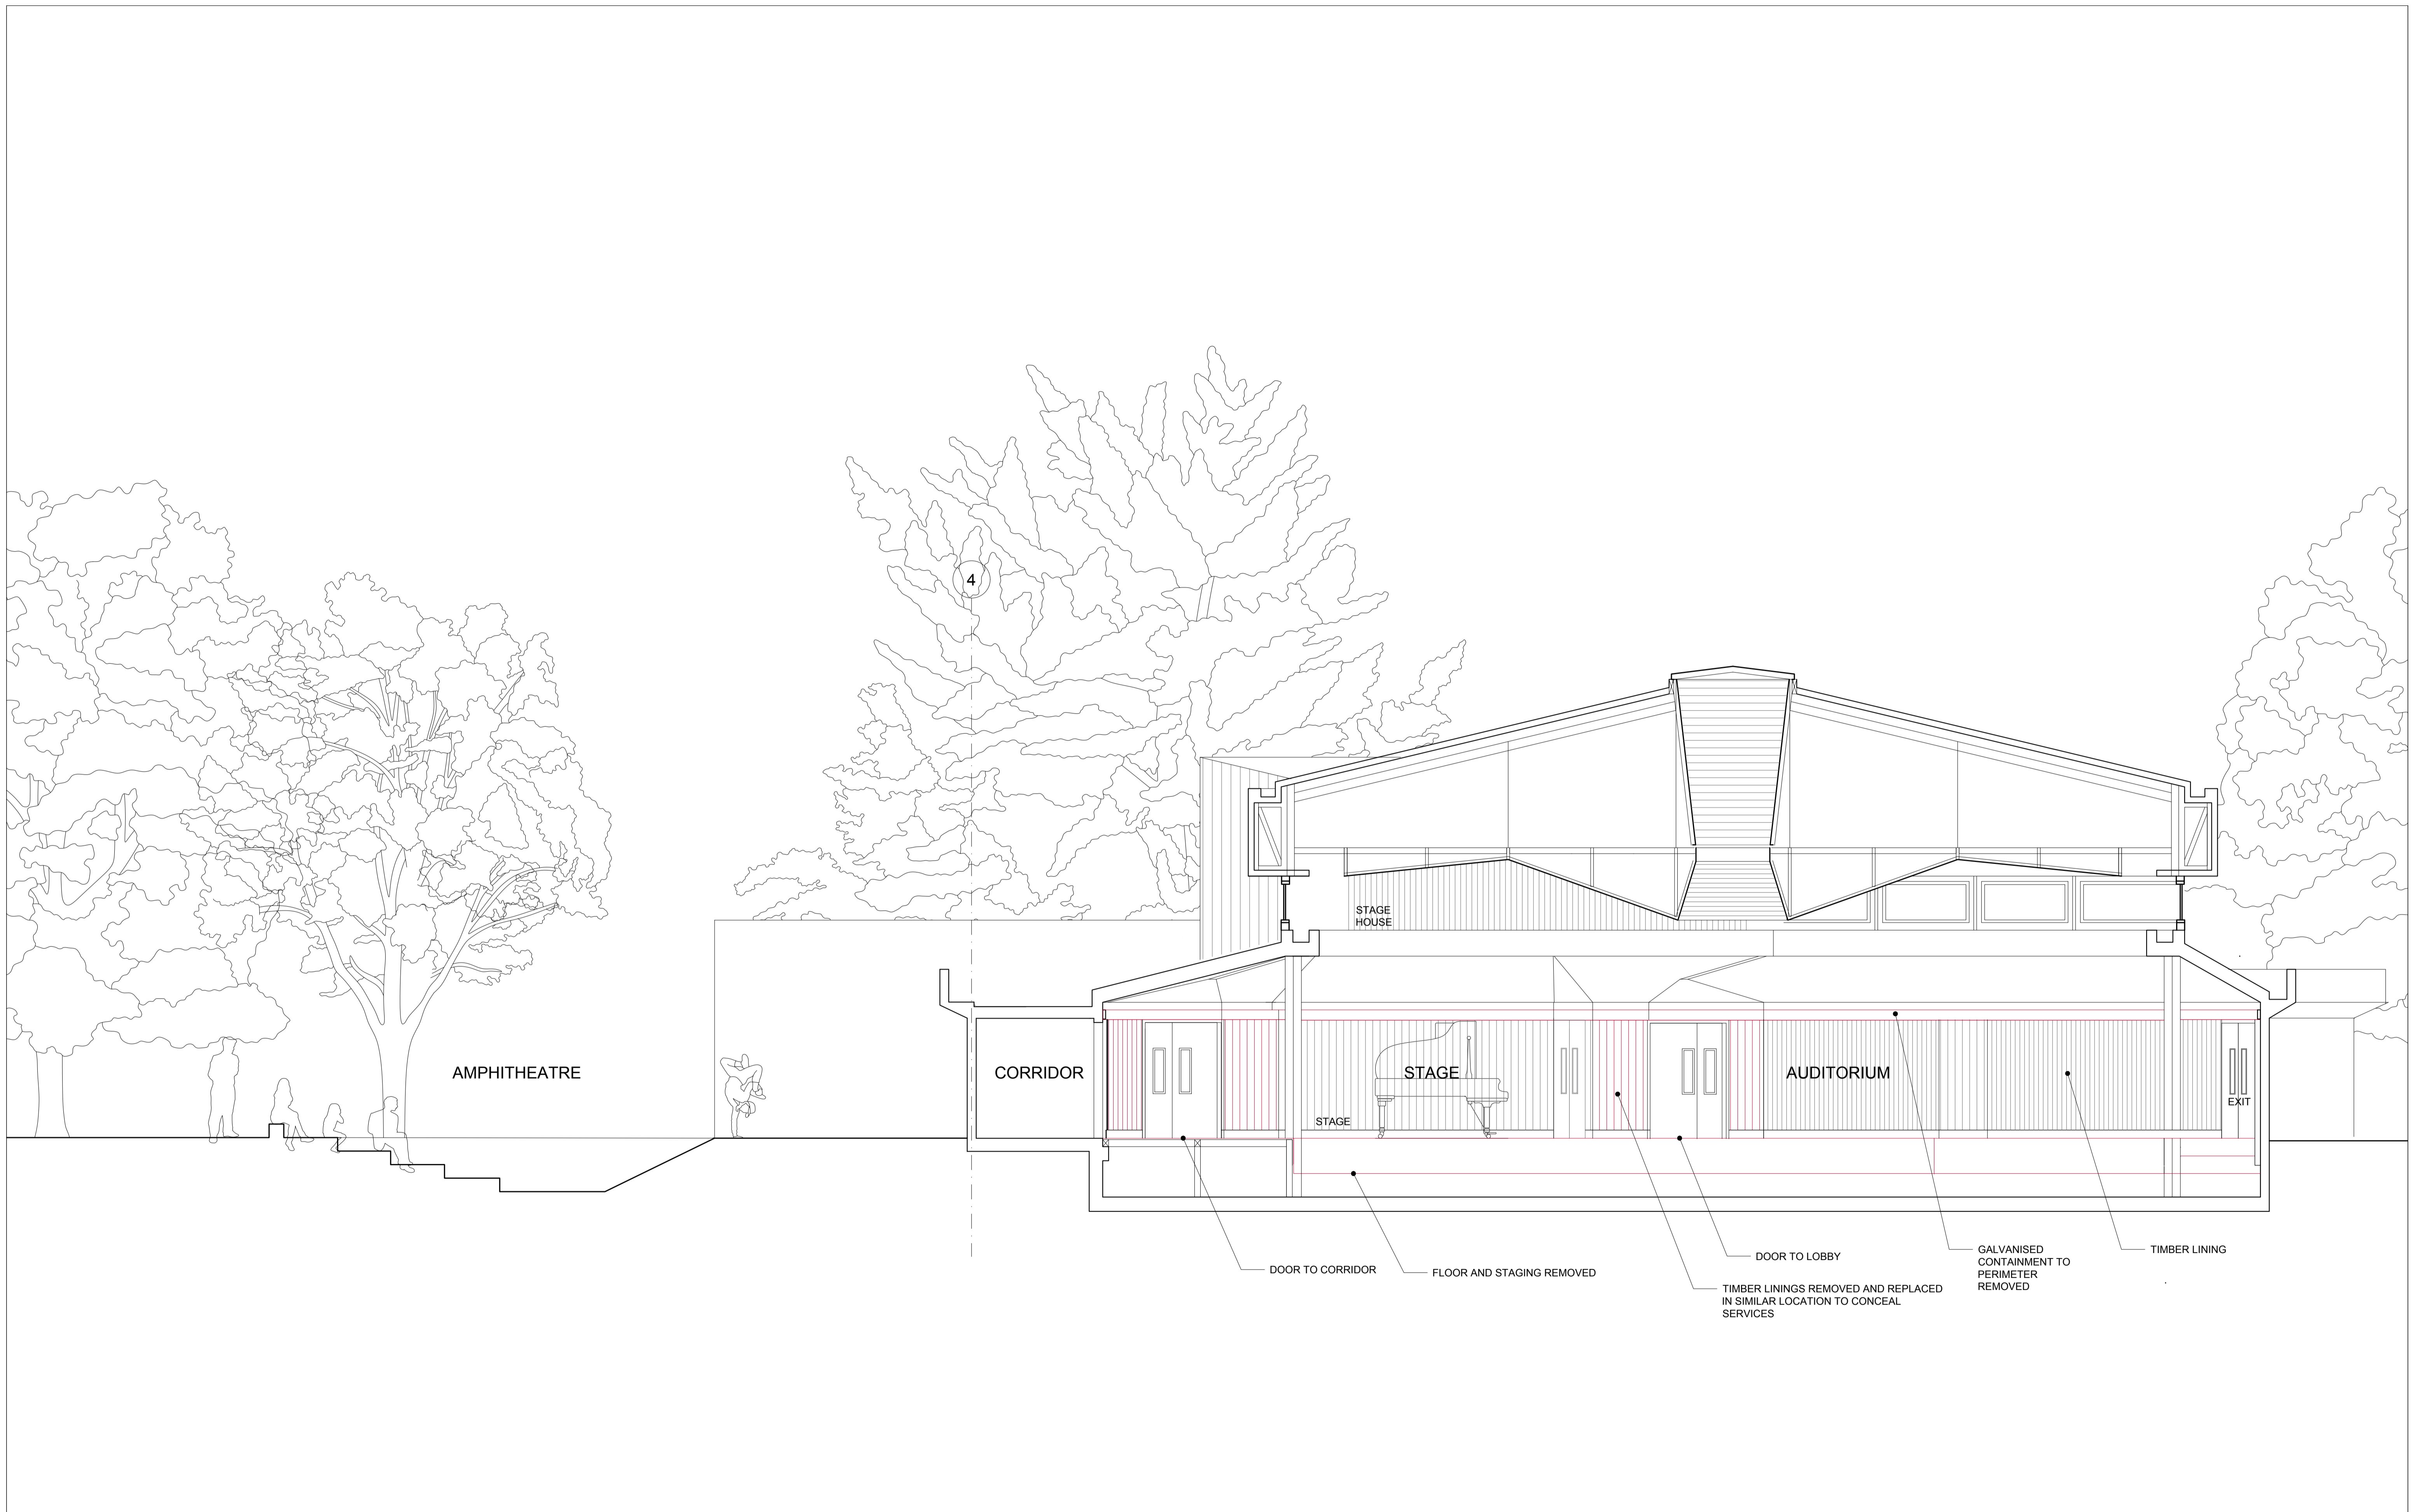 4
STAGE
HOUSE
AMPHITHEATRE
CORRIDOR
STAGE
AUDITORIUM
EXIT
STAGE
DOOR TO CORRIDOR
FLOOR AND STAGING REMOVED
DOOR TO LOBBY
TIMBER LININGS REMOVED AND REPLACED
IN SIMILAR LOCATION TO CONCEAL
SERVICES
GALVANISED
CONTAINMENT TO
PERIMETER
REMOVED
TIMBER LINING